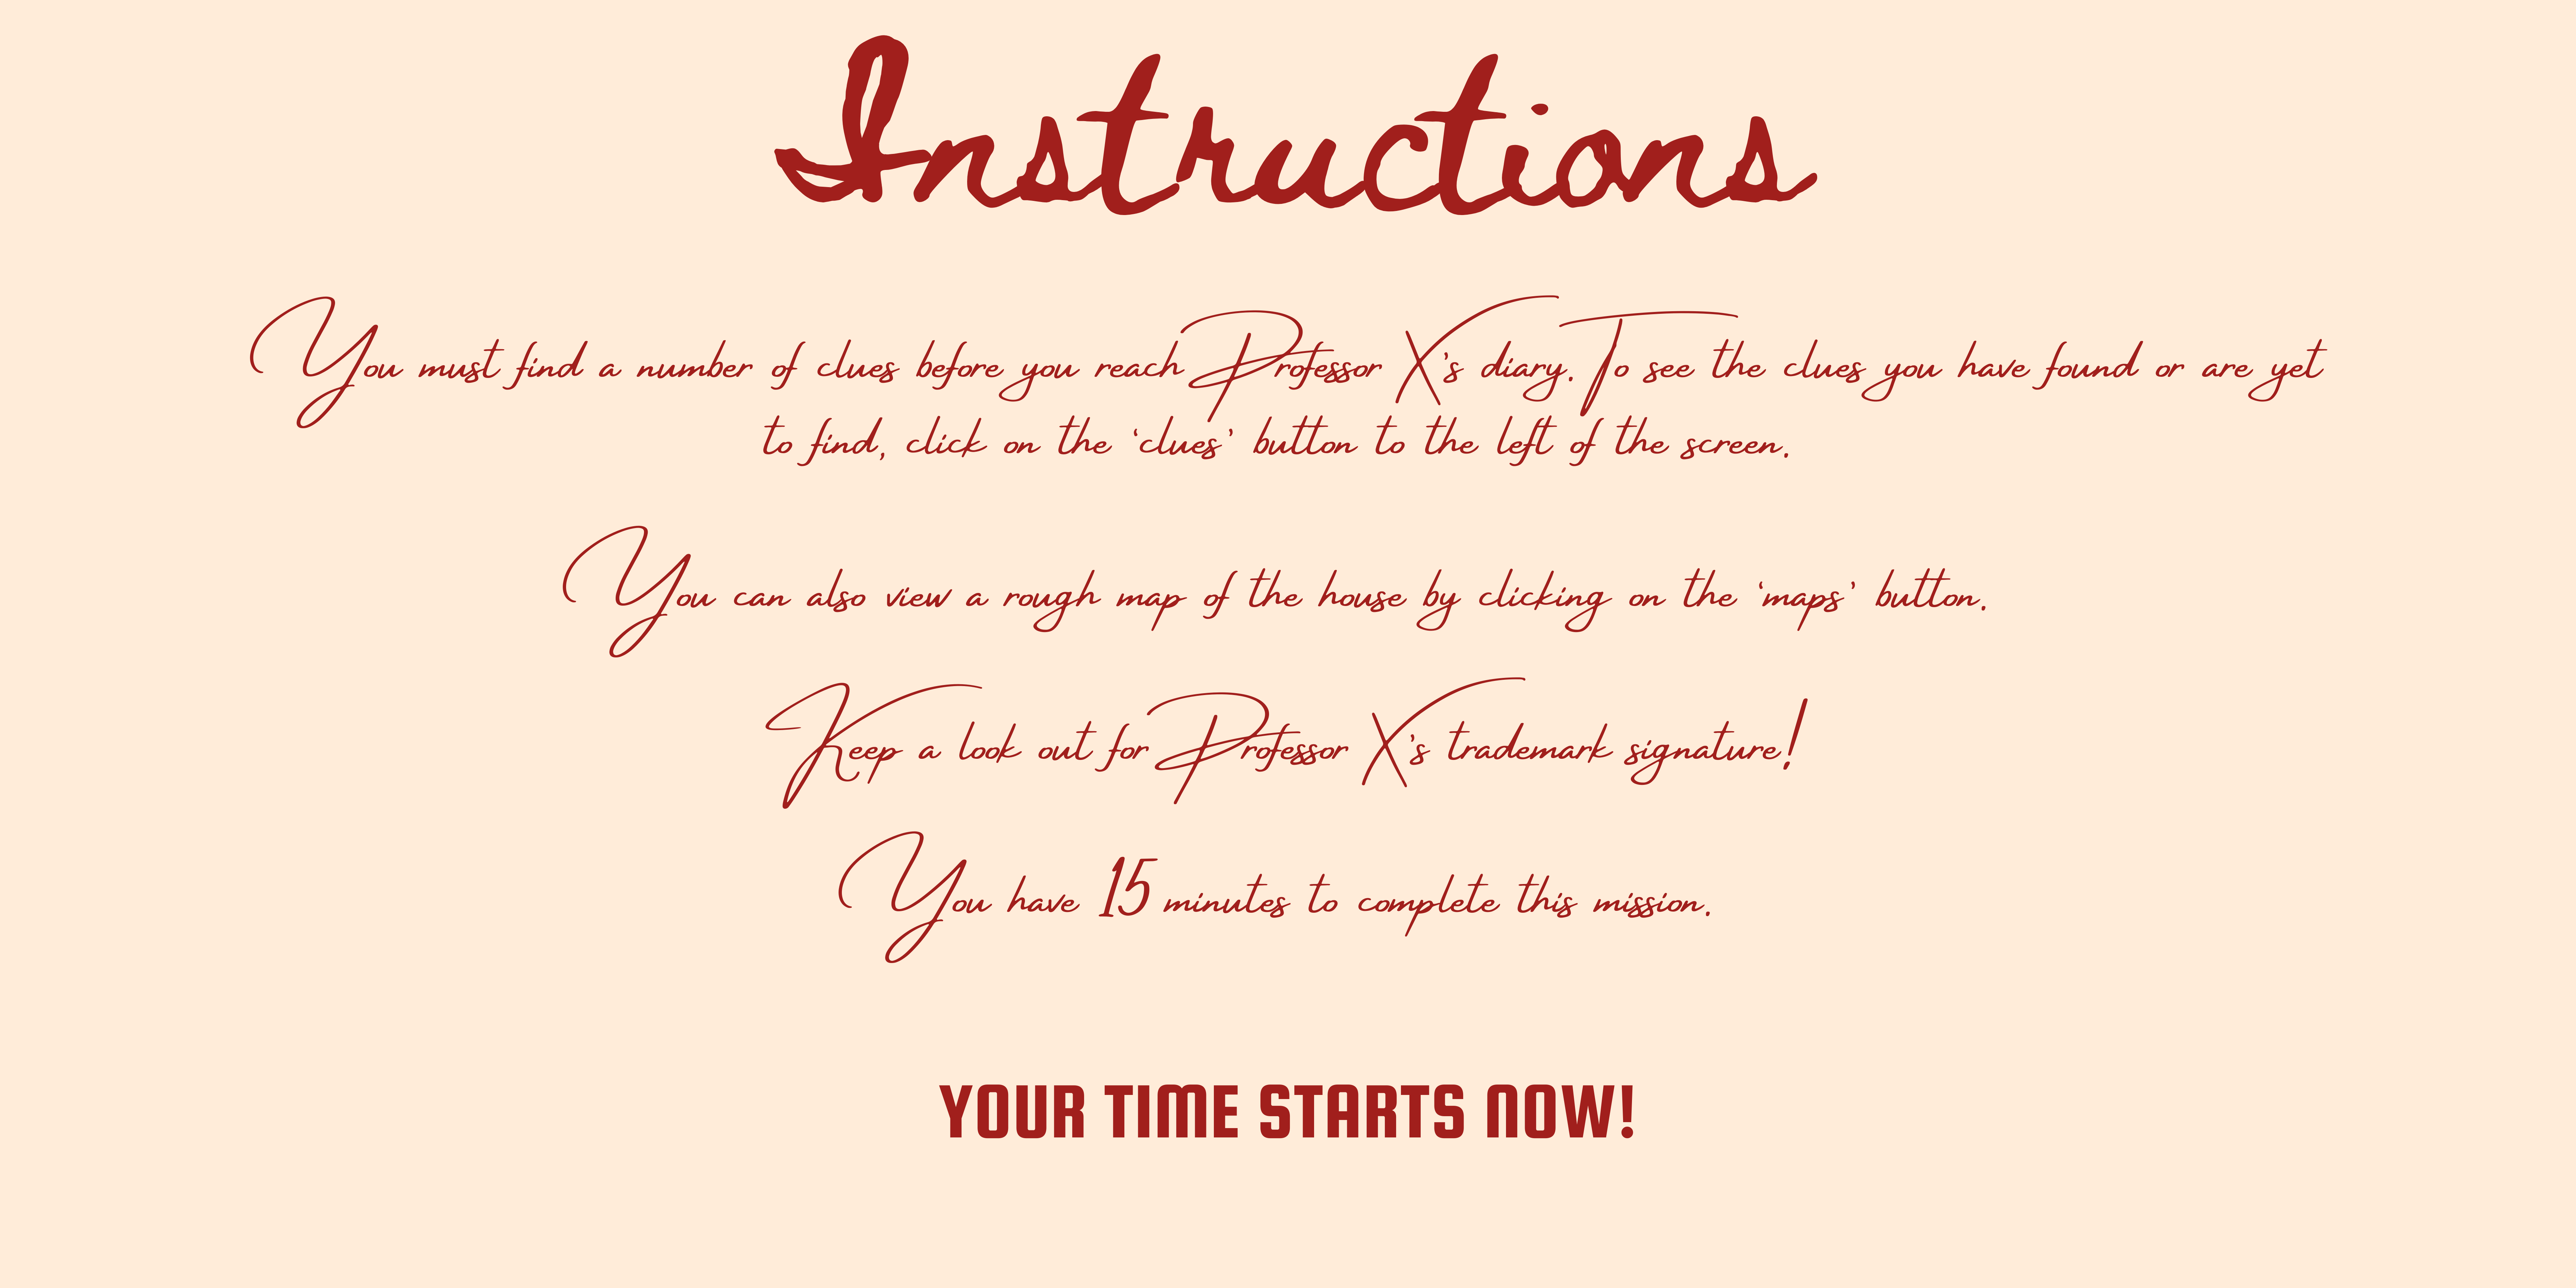 Instructions
You must find a number of clues before you reach Professor X's diary. To see the clues you have found or are yet
to find, click on the ‘clues’ button to the left of the screen.
You can also view a rough map of the house by clicking on the ‘maps’ button.
Keep a look out for Professor X's trademark signature!
You have 15 minutes to complete this mission.
YOUR TIME STARTS NOW!